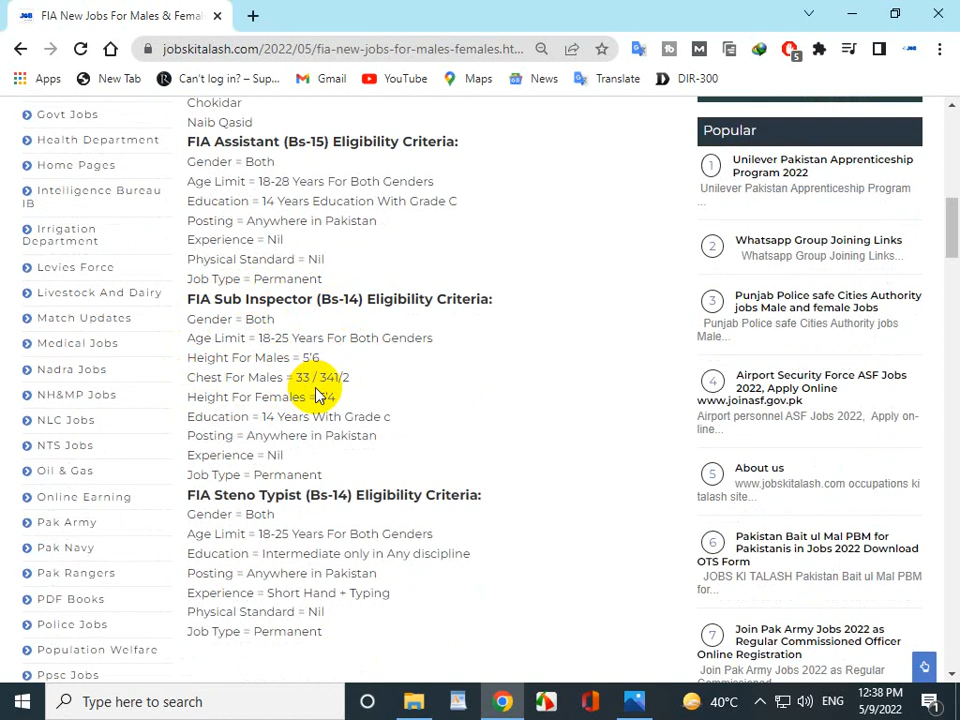 FIA New Jobs For Males & Femal
jobskitalash.com/2022/05/fia-new-jobs-for-males-females.ht...
5
Apps
New Tab
Can't log in? – Sup...
Gmail
YouTube
Maps
News
Translate
DIR-300
Govt Jobs
Health Department
Home Pages
Intelligence Bureau
IB
Irrigation
Department
Levies Force
Livestock And Dairy
Match Updates
Medical Jobs
Nadra Jobs
NH&MP Jobs
NLC Jobs
NTS Jobs
Oil & Gas
Online Earning
Pak Army
Pak Navy
Pak Rangers
PDF Books
Police Jobs
Population Welfare
Ppsc Jobs
Chokidar
Naib Qasid
FIA Assistant (Bs-15) Eligibility Criteria:
Gender = Both
Age Limit = 18-28 Years For Both Genders
Education = 14 Years Education With Grade C
Posting = Anywhere in Pakistan
Experience = Nil
Physical Standard = Nil
Job Type = Permanent
FIA Sub Inspector (Bs-14) Eligibility Criteria:
Gender = Both
Age Limit = 18-25 Years For Both Genders
Height For Males = 5'6
Chest For Males = 33 / 341/2
Height For Females = '4
Education = 14 Years With Grade c
Posting = Anywhere in Pakistan
Experience = Nil
Job Type = Permanent
FIA Steno Typist (Bs-14) Eligibility Criteria:
Gender = Both
Age Limit = 18-25 Years For Both Genders
Education = Intermediate only in Any discipline
Posting = Anywhere in Pakistan
Experience = Short Hand + Typing
Physical Standard = Nil
Job Type = Permanent
Popular
1
Unilever Pakistan Apprenticeship
Program 2022
Unilever Pakistan Apprenticeship Program
...
2
Whatsapp Group Joining Links
Whatsapp Group Joining Links...
3
Punjab Police safe Cities Authority
jobs Male and female Jobs
Punjab Police safe Cities Authority jobs
Male...
4
Airport Security Force ASF Jobs
2022, Apply Online
www.joinasf.gov.pk
Airport personnel ASF Jobs 2022, Apply on-
line...
5
About us
www.jobskitalash.com occupations ki
talash site...
6
Pakistan Bait ul Mal PBM for
Pakistanis in Jobs 2022 Download
OTS Form
JOBS KI TALASH Pakistan Bait ul Mal PBM
for...
7
Join Pak Army Jobs 2022 as
Regular Commissioned Officer
Online Registration
Join Pak Army Jobs 2022 as Regular
Commissioned
Type here to search
40°C
ENG
12:38 PM
5/9/2022
1